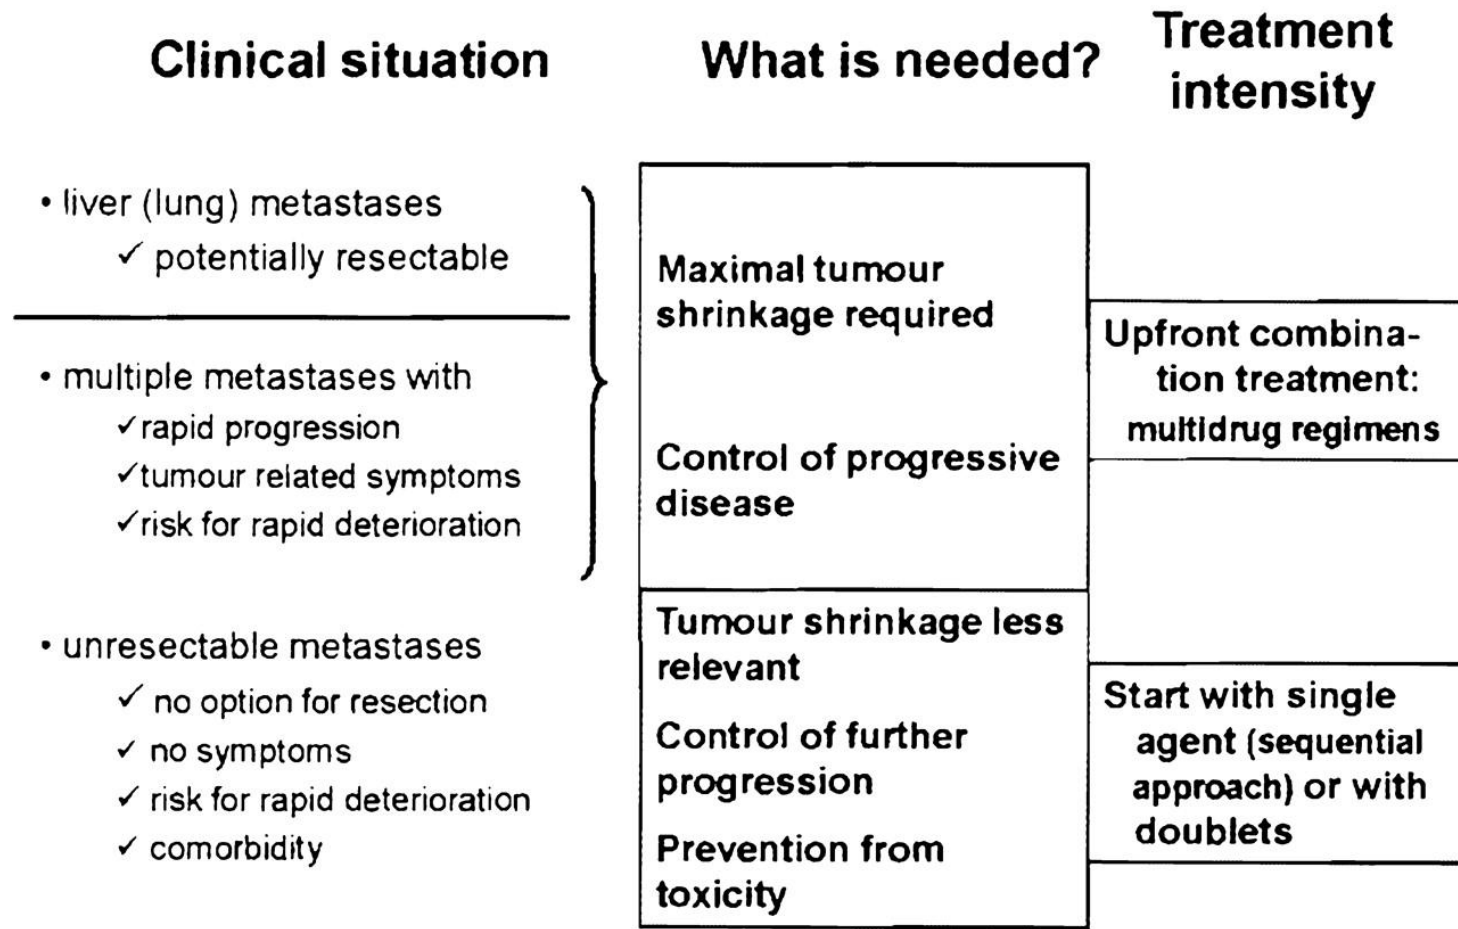 Clinical situation
What is needed?
Treatment
intensity
• liver (lung) metastases
✓ potentially resectable
• multiple metastases with
✓rapid progression
✓tumour related symptoms
✓risk for rapid deterioration
• unresectable metastases
✓ no option for resection
✓ no symptoms
✓ risk for rapid deterioration
✓ comorbidity
Maximal tumour
shrinkage required
Control of progressive
disease
Tumour shrinkage less
relevant
Control of further
progression
Prevention from
toxicity
Upfront combina-
tion treatment:
multidrug regimens
Start with single
agent (sequential
approach) or with
doublets